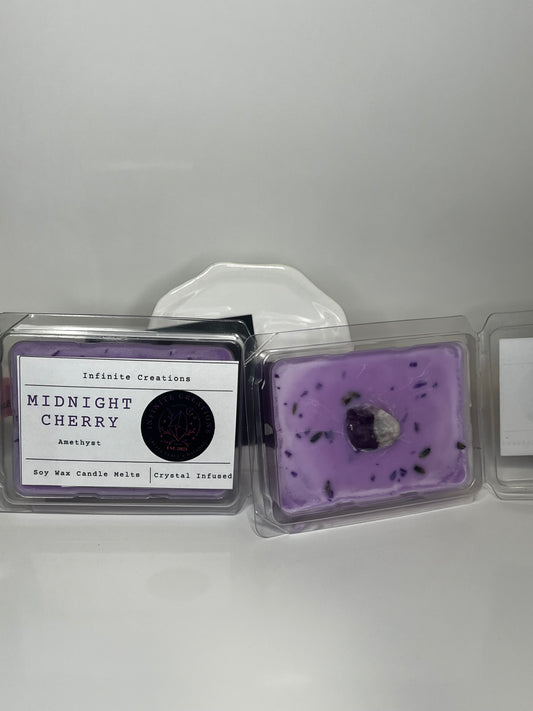 Infinite Creations
MIDNIGHT
CHERRY
Amethyst
Soy Wax Candle Melts
Crystal Infused